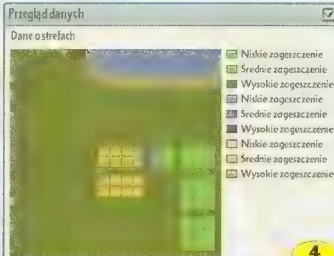 Przegląd danych
Dane o strefach
Niskie zagęszczenie
Średnie zagęszczenie
Wysokie zagęszczenie
Niskie zagęszczenie
Średnie zagęszczenie
Wysokie zagęszczenie
Niskie zagęszczenie
Średnie zagęszczenie
Wysokie zagęszczenie
4